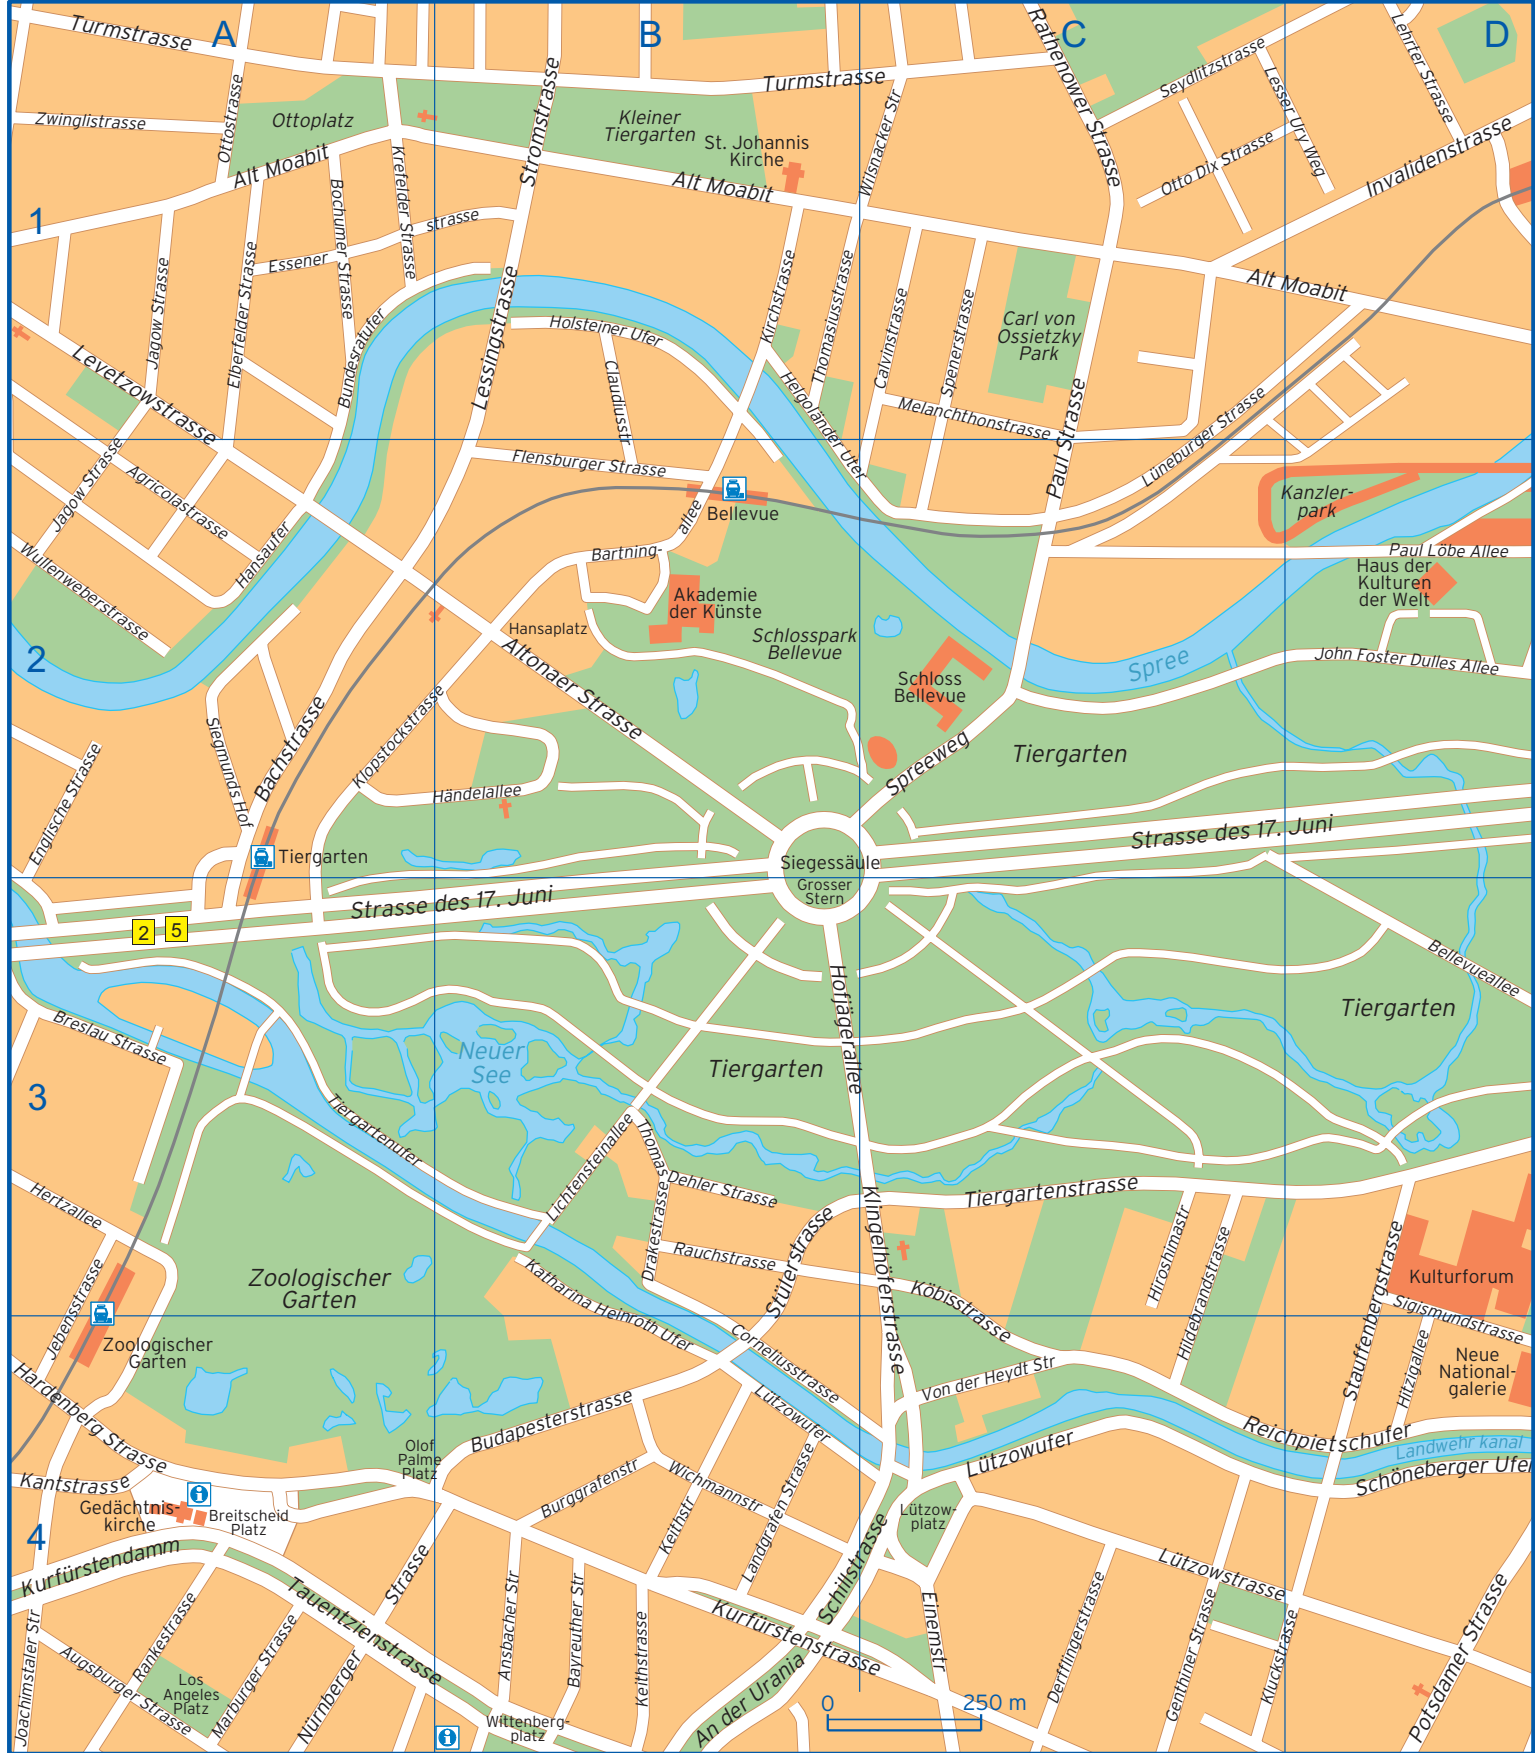 A
B
C
D
Turmstrasse
Turmstrasse
Rathenower Strasse
Seydlitzstrasse
Lesser Ury Weg
Lehrter Strasse
Zwinglistrasse
Ottostrasse
Ottoplatz
Stromstrasse
Kleiner
Tiergarten
St. Johannis
Kirche
Wilsnacker Str
Otto Dix Strasse
Invalidenstrasse
Alt Moabit
Alt Moabit
Alt Moabit
1
Bochumer Strasse
Krefelder Strasse
Essener
strasse
Jagow Strasse
Elberfelder Strasse
Bundesratufer
Lessingstrasse
Holsteiner Ufer
Claudiusstr
Kirchstrasse
Thomasiusstrasse
Helgoländer Ufer
Calvinstrasse
Spenerstrasse
Carl von
Ossietzky
Park
Melanchthonstrasse
Paul Strasse
Lüneburger Strasse
Levetzowstrasse
Jagow Strasse
Agricolastrasse
Hansaufer
Wullenweberstrasse
Flensburger Strasse
Bellevue
Bartning-
allee
Kanzler-
park
Paul Löbe Allee
Haus der
Kulturen
der Welt
Akademie
der Künste
Hansaplatz
Schlosspark
Bellevue
Schloss
Bellevue
Spree
John Foster Dulles Allee
2
Altonaer Strasse
Siegmunds Hof
Bachstrasse
Klopstockstrasse
Händelallee
Englische Strasse
Spreeweg
Tiergarten
Tiergarten
Siegessäule
Grosser
Stern
Strasse des 17. Juni
Strasse des 17. Juni
2
5
Bellevueallee
Tiergarten
Hofjägerallee
Breslau Strasse
Neuer
See
Tiergarten
3
Tiergartenufer
Lichtensteinallee
Thomas
Dehler Strasse
Drakestrasse
Rauchstrasse
Stülerstrasse
Klingelhöferstrasse
Tiergartenstrasse
Hiroshimastr
Hildebrandstrasse
Stauffenbergstrasse
Kulturforum
Sigismundstrasse
Hitzigallee
Neue
National-
galerie
Hertzallee
Jebensstrasse
Zoologischer
Garten
Zoologischer
Garten
Katharina Heinroth Ufer
Corneliusstrasse
Köbisstrasse
Von der Heydt Str
Reichpietschufer
Landwehr kanal
Schöneberger Ufer
Lützowufer
Lützowufer
Hardenberg Strasse
Kantstrasse
Gedächtnis-
kirche
Breitscheid
Platz
Olof
Palme
Platz
Budapesterstrasse
Burggrafenstr
Wichmannstr
Keithstr
Landgrafen Strasse
Lützow-
platz
Schillstrasse
Einemstr
Lützowstrasse
4
Kurfürstendamm
Tauentzienstrasse
Strasse
Nürnberger
Joachimstaler Str
Augsburger Strasse
Rankestrasse
Los
Angeles
Platz
Marburger Strasse
Ansbacher Str
Bayreuther Str
Keithstrasse
Kurfürstenstrasse
An der Urania
Wittenberg-
platz
Derfflingerstrasse
Genthiner Strasse
Kluckstrasse
Potsdamer Strasse
0
250 m